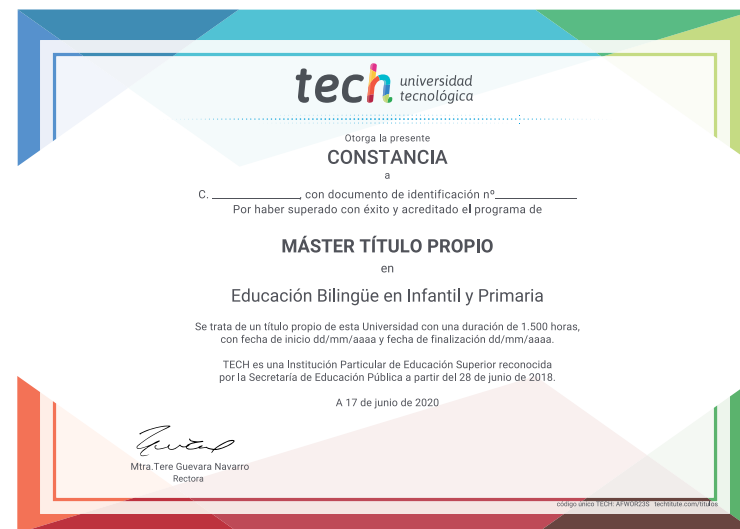 tech universidad
tecnológica
Otorga la presente
CONSTANCIA
a
C. ________________, con documento de identificación nº______________
Por haber superado con éxito y acreditado el programa de
MÁSTER TÍTULO PROPIO
en
Educación Bilingüe en Infantil y Primaria
Se trata de un título propio de esta Universidad con una duración de 1.500 horas,
con fecha de inicio dd/mm/aaaa y fecha de finalización dd/mm/aaaa.
TECH es una Institución Particular de Educación Superior reconocida
por la Secretaría de Educación Pública a partir del 28 de junio de 2018.
A 17 de junio de 2020
Mtra.Tere Guevara Navarro
Rectora
código único TECH: AFWOR23S techtitute.com/titulos